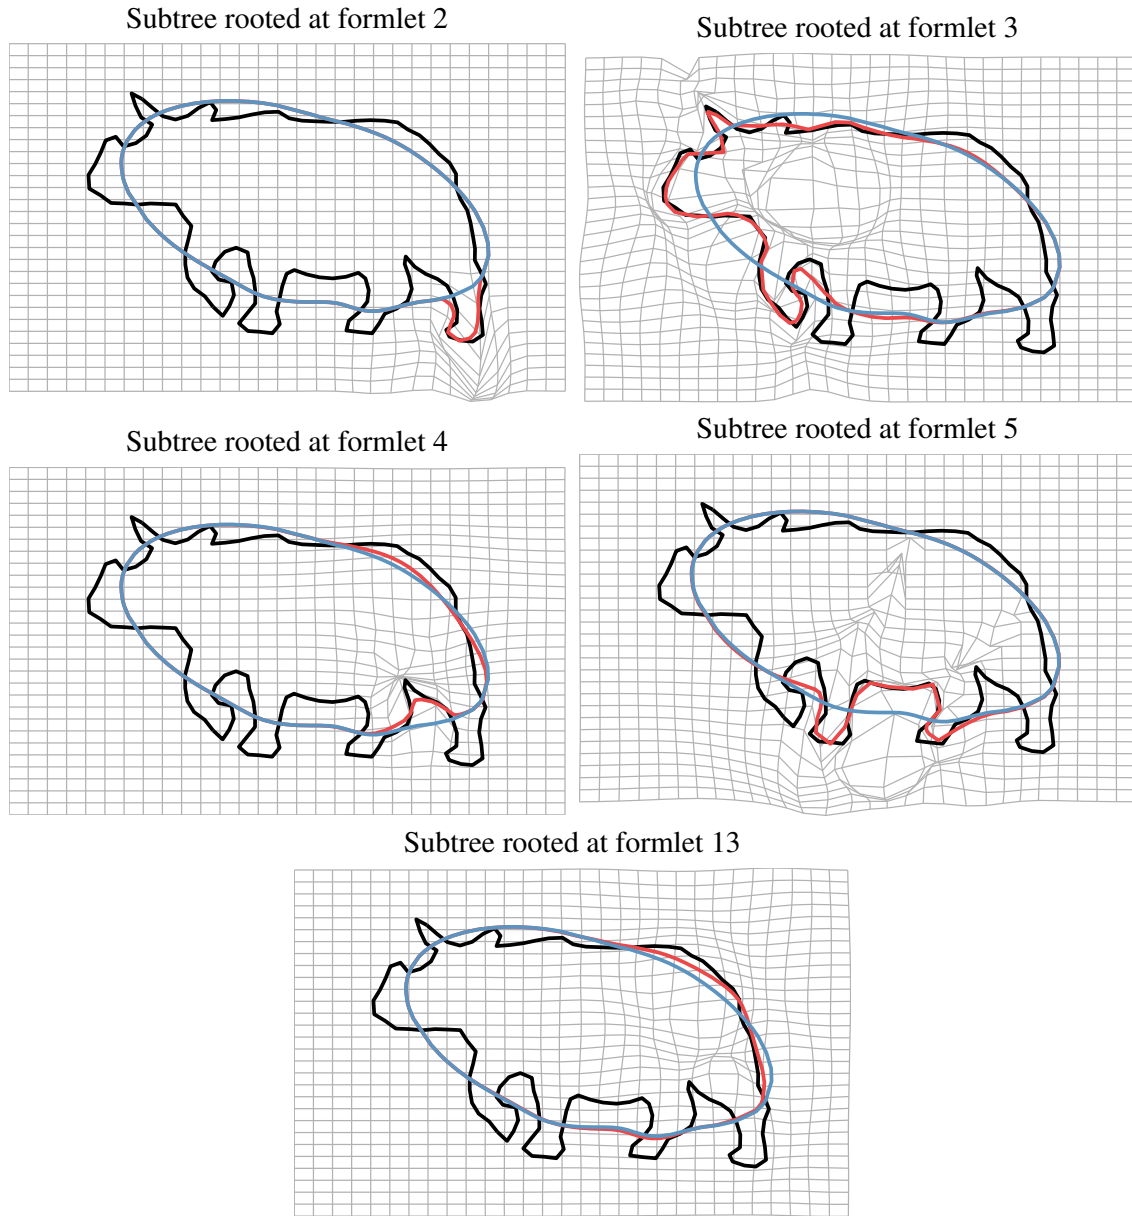 Subtree rooted at formlet 2
Subtree rooted at formlet 3
Subtree rooted at formlet 4
Subtree rooted at formlet 5
Subtree rooted at formlet 13